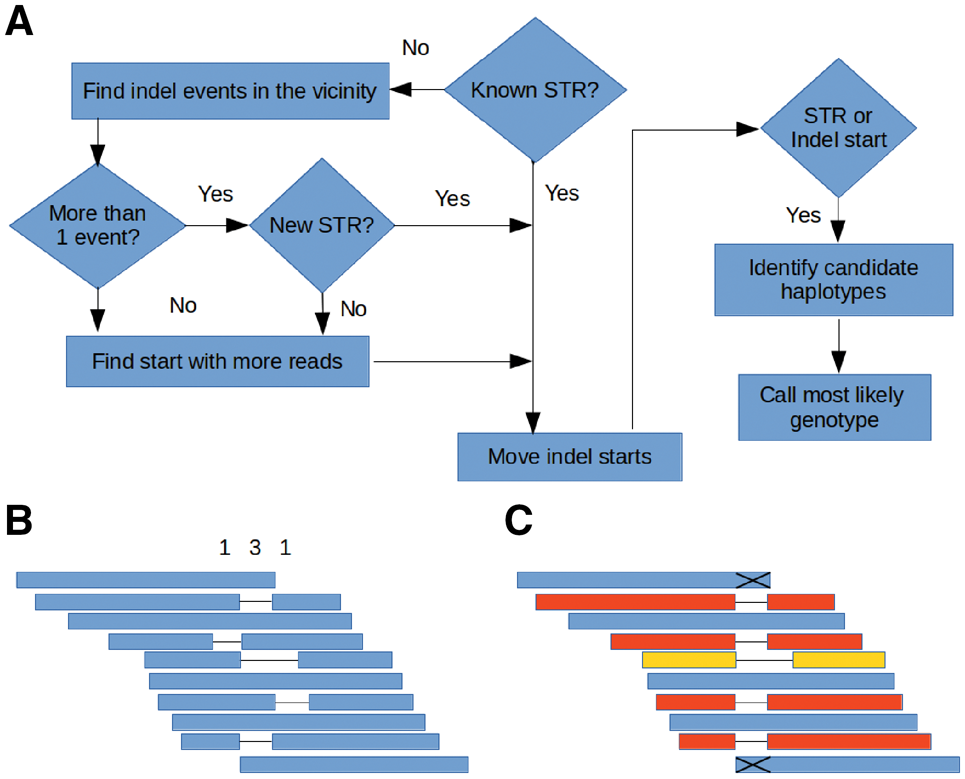 A
No
Known STR?
Find indel events in the vicinity
STR or
Indel start
Yes
Yes
Yes
More than
1 event?
New STR?
Yes
No
No
Identify candidate
haplotypes
Find start with more reads
Call most likely
genotype
Move indel starts
B
C
1 3 1